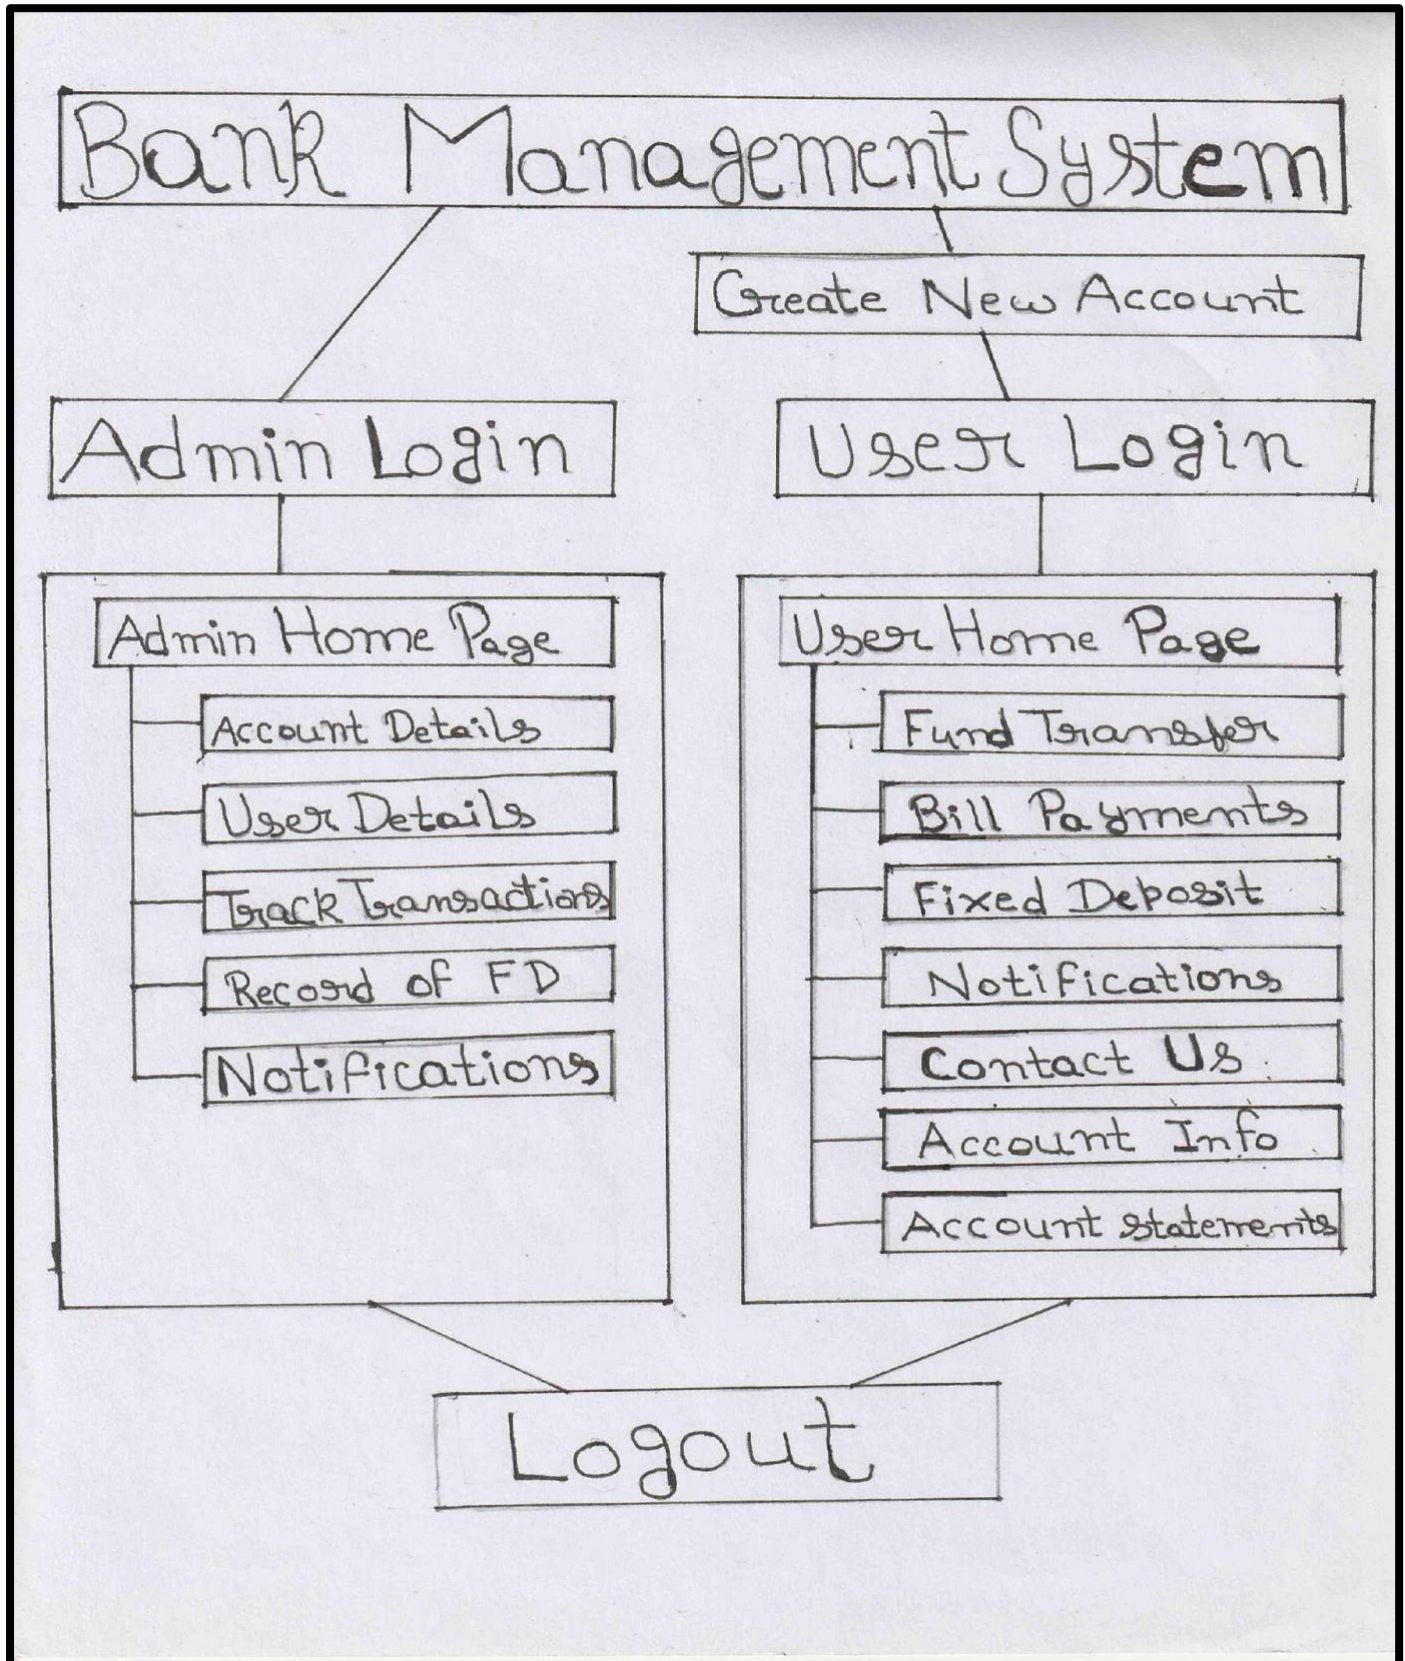 Bank Management System
Create New Account
Admin Login
User Login
Admin Home Page
Account Details
User Details
Track Transactions
Record of FD
Notifications
User Home Page
Fund Transfer
Bill Payments
Fixed Deposit
Notifications
Contact Us
Account Info
Account Statements
Logout